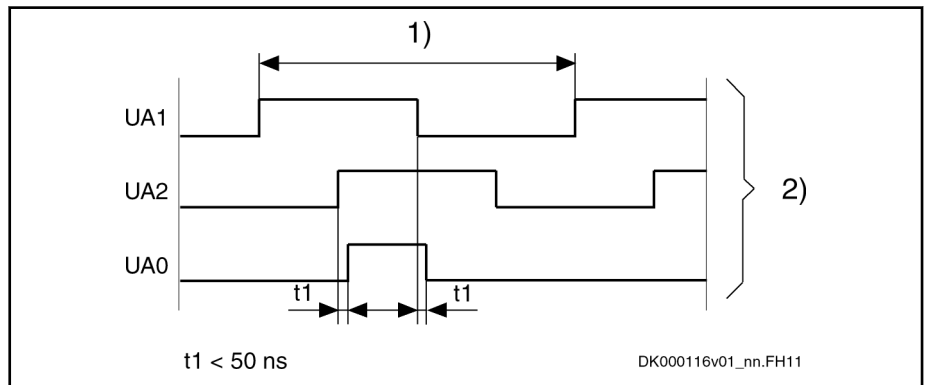 1)
UA1
UA2
2)
UA0
t1 t1
t1 < 50 ns
DK000116v01_nn.FH11